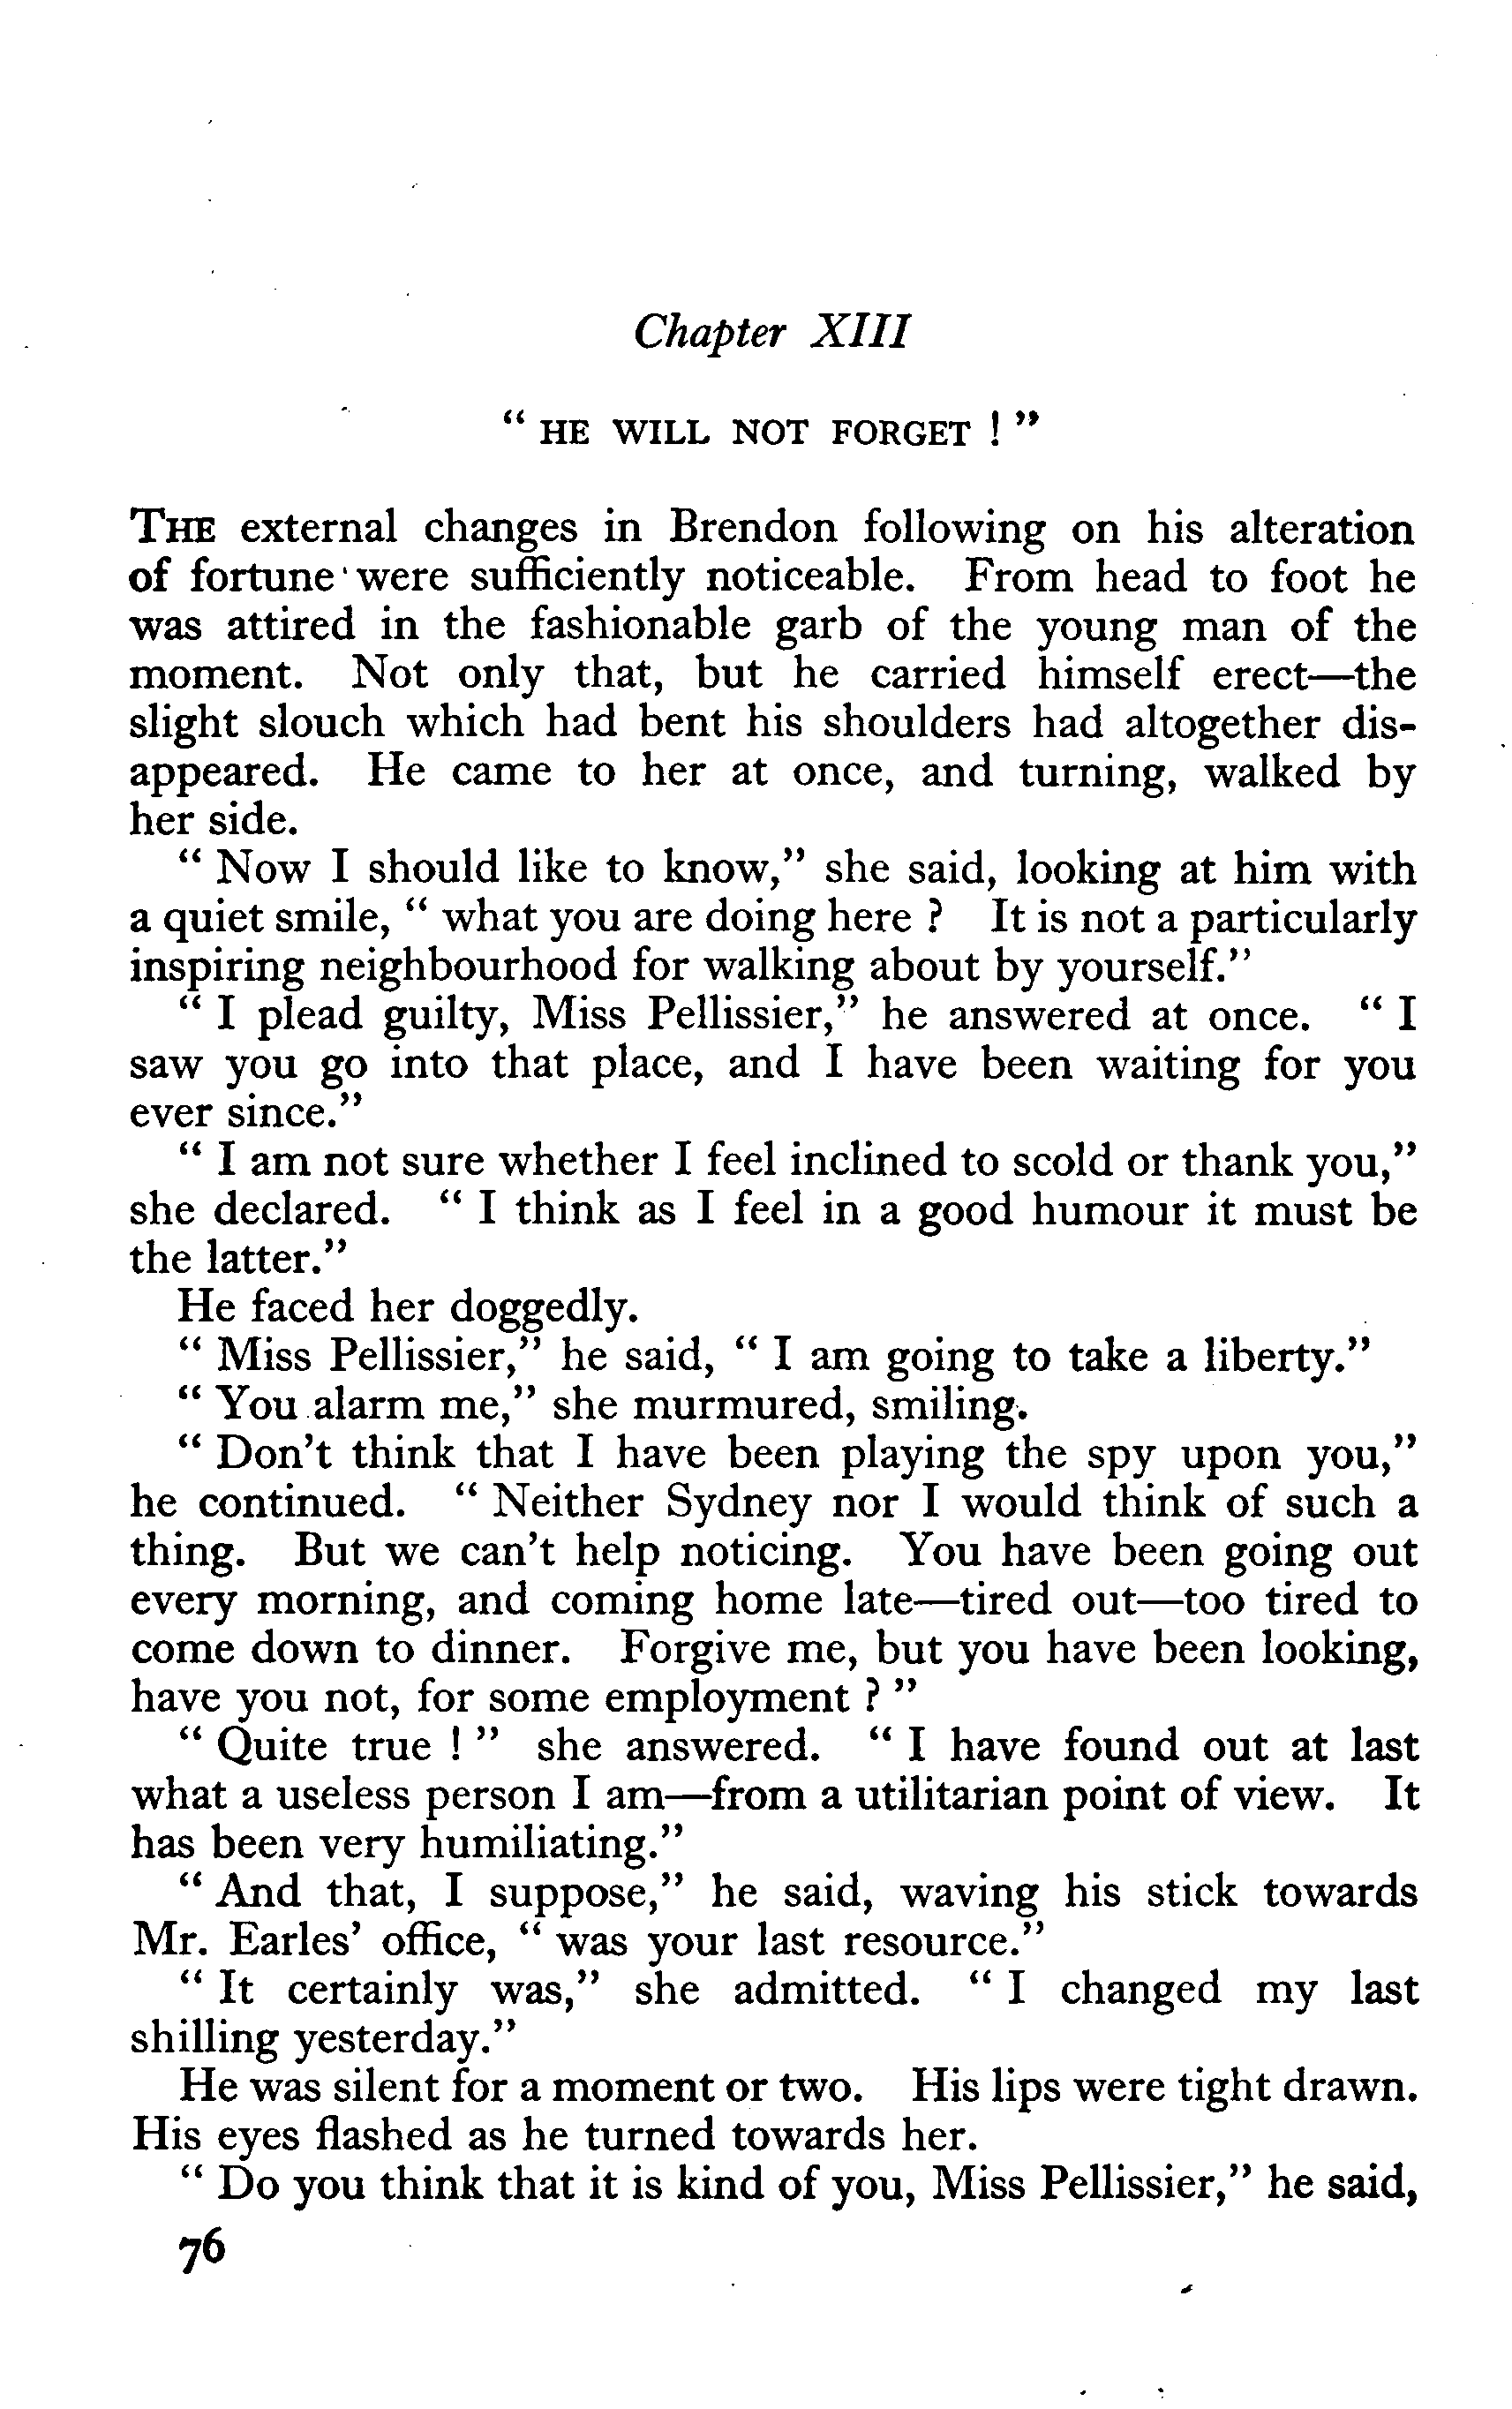 Chapter XIII
“ HE WILL NOT FORGET ! ”
THE external changes in Brendon following on his alteration
of fortune were sufficiently noticeable. From head to foot he
was attired in the fashionable garb of the young man of the
moment. Not only that, but he carried himself erect—the
slight slouch which had bent his shoulders had altogether dis-
appeared. He came to her at once, and turning, walked by
her side.
“ Now I should like to know,” she said, looking at him with
a quiet smile, “ what you are doing here ? It is not a particularly
inspiring neighbourhood for walking about by yourself.”
“ I plead guilty, Miss Pellissier,” he answered at once. “ I
saw you go into that place, and I have been waiting for you
ever since.”
“ I am not sure whether I feel inclined to scold or thank you,”
she declared. “ I think as I feel in a good humour it must be
the latter.”
He faced her doggedly.
“ Miss Pellissier,” he said, “ I am going to take a liberty.”
“ You alarm me,” she murmured, smiling.
“ Don’t think that I have been playing the spy upon you,”
he continued. “ Neither Sydney nor I would think of such a
thing. But we can’t help noticing. You have been going out
every morning, and coming home late—tired out—too tired to
come down to dinner. Forgive me, but you have been looking,
have you not, for some employment ? ”
“ Quite true ! ” she answered. “ I have found out at last
what a useless person I am—from a utilitarian point of view. It
has been very humiliating.”
“ And that, I suppose,” he said, waving his stick towards
Mr. Earles’ office, “ was your last resource.”
“ It certainly was,” she admitted. “ I changed my last
shilling yesterday.”
He was silent for a moment or two. His lips were tight drawn.
His eyes flashed as he turned towards her.
“ Do you think that it is kind of you, Miss Pellissier,” he said,
76